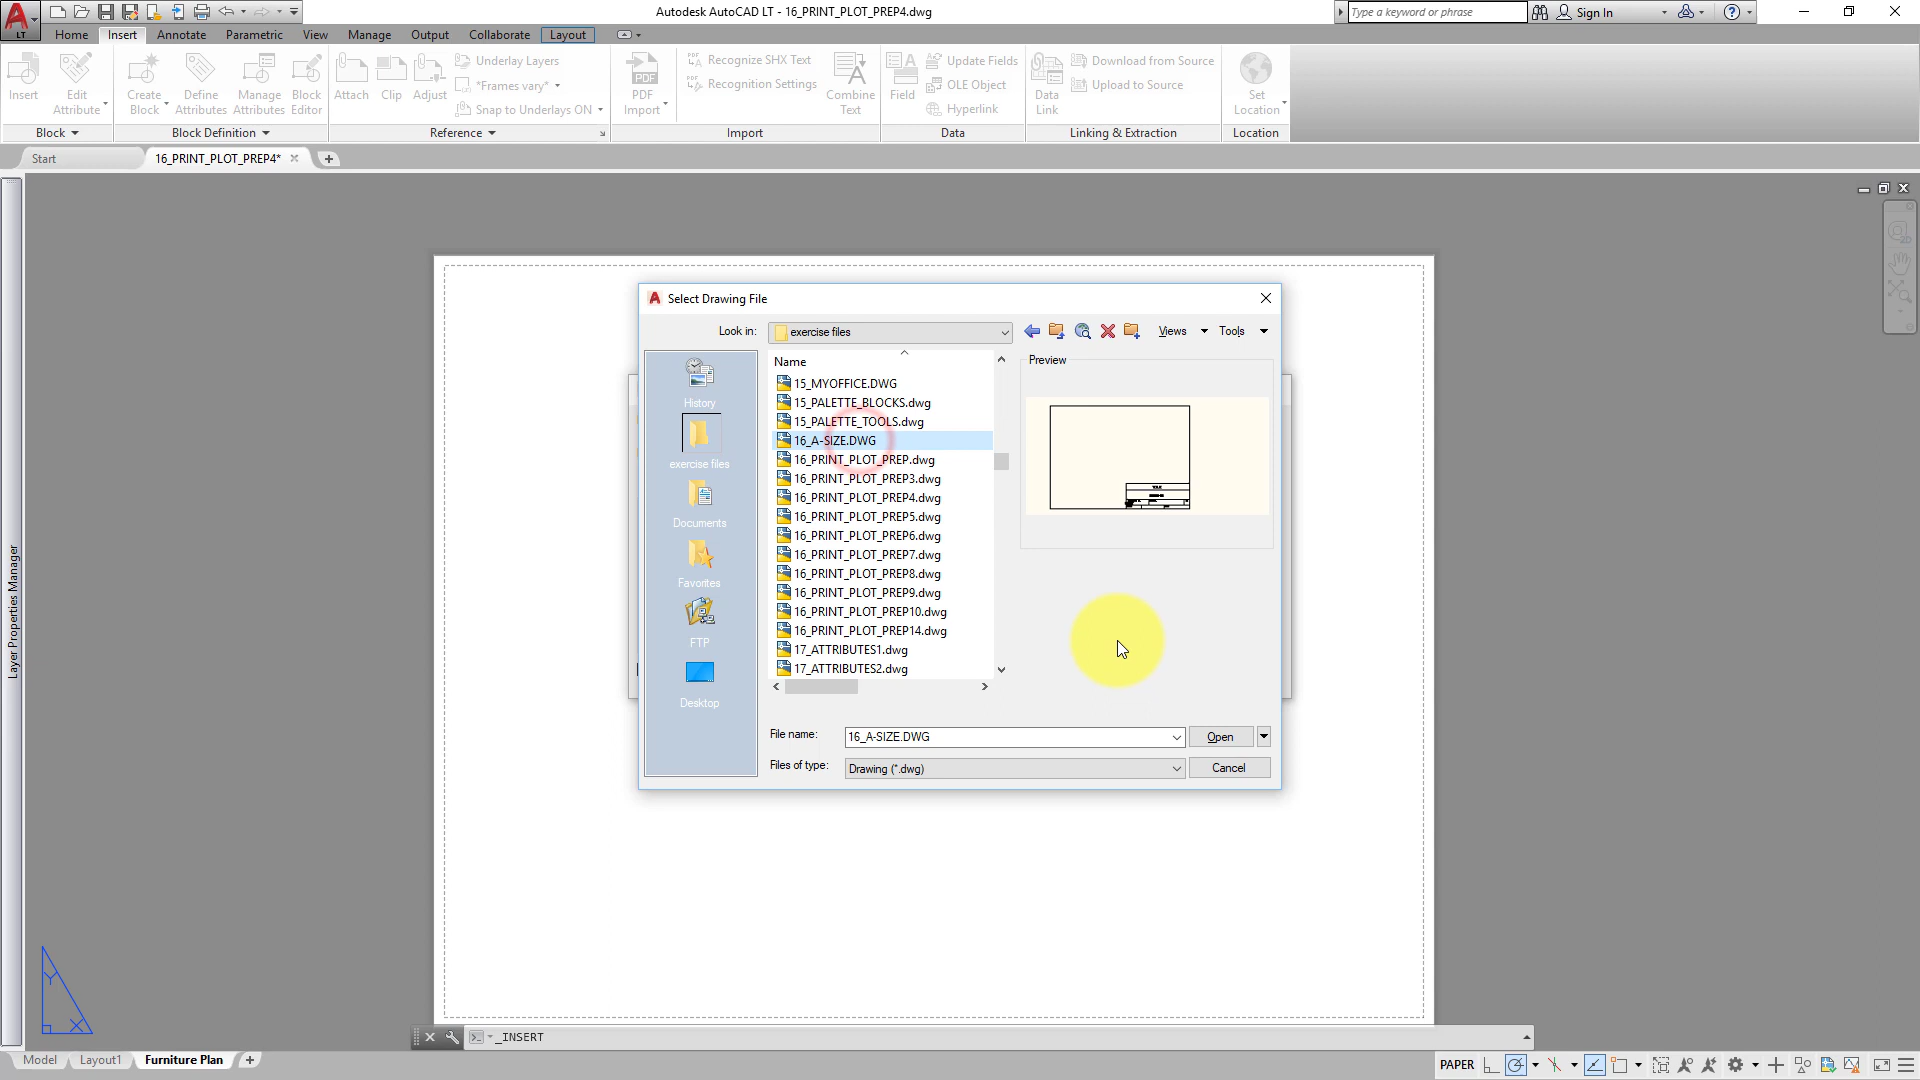 Autodesk AutoCAD LT - 16_PRINT_PLOT_PREP4.dwg
Type a keyword or phrase
Sign In
LT
Home Insert Annotate Parametric View Manage Output Collaborate Layout
Insert
Edit Attribute
Create Block
Define Attributes
Manage Attributes
Block Editor
Attach
Clip
Adjust
Underlay Layers
*Frames vary*
Snap to Underlays ON
PDF Import
Recognize SHX Text
Recognition Settings
Combine Text
Field
Update Fields
OLE Object
Hyperlink
Data Link
Download from Source
Upload to Source
Set Location
Block Block Definition Reference Import Data Linking & Extraction Location
Start 16_PRINT_PLOT_PREP4*
Layer Properties Manager
Select Drawing File
Look in: exercise files
Views Tools
Name
Preview
15_MYOFFICE.DWG
15_PALETTE_BLOCKS.dwg
15_PALETTE_TOOLS.dwg
16_A-SIZE.DWG
16_PRINT_PLOT_PREP.dwg
16_PRINT_PLOT_PREP3.dwg
16_PRINT_PLOT_PREP4.dwg
16_PRINT_PLOT_PREP5.dwg
16_PRINT_PLOT_PREP6.dwg
16_PRINT_PLOT_PREP7.dwg
16_PRINT_PLOT_PREP8.dwg
16_PRINT_PLOT_PREP9.dwg
16_PRINT_PLOT_PREP10.dwg
16_PRINT_PLOT_PREP14.dwg
17_ATTRIBUTES1.dwg
17_ATTRIBUTES2.dwg
History
exercise files
Documents
Favorites
FTP
Desktop
File name: 16_A-SIZE.DWG Open
Files of type: Drawing (*.dwg) Cancel
Y
X
_INSERT
Model Layout1 Furniture Plan
PAPER